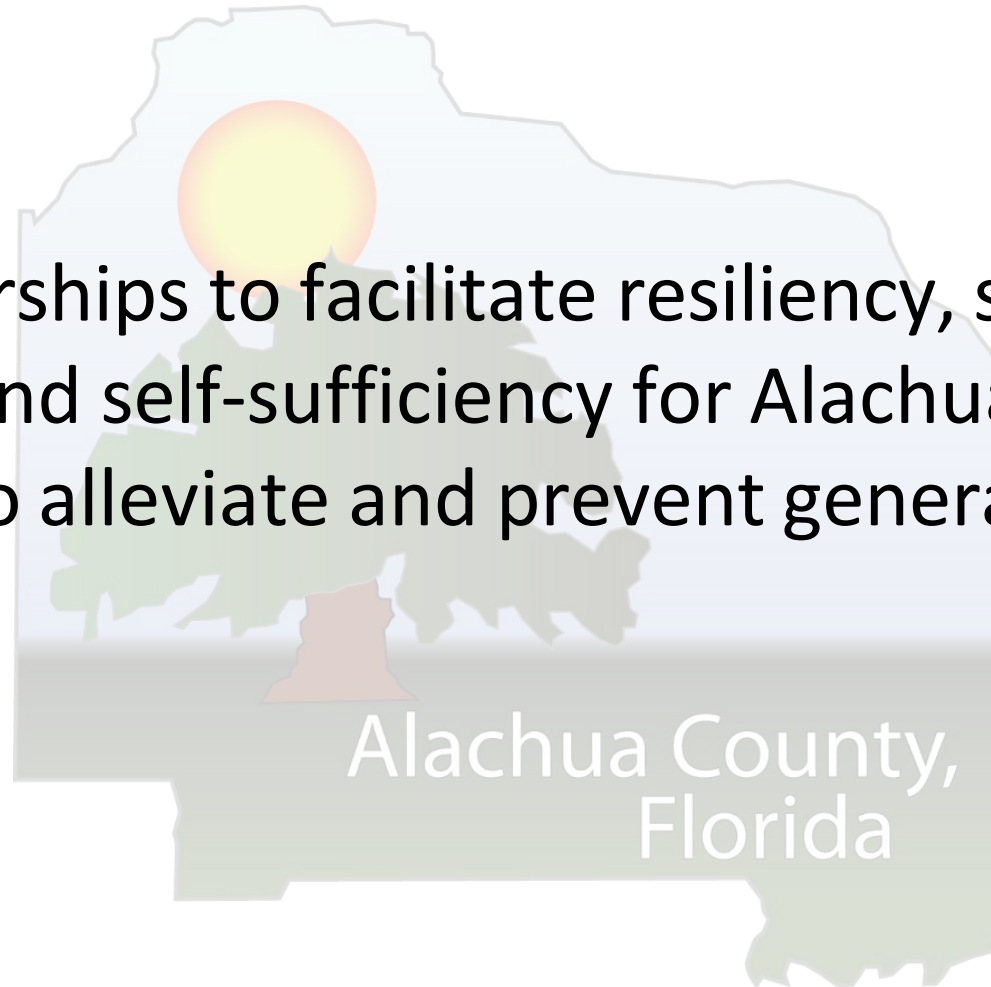 rships to facilitate resiliency, s
nd self-sufficiency for Alachua
o alleviate and prevent genera
Alachua County,
Florida